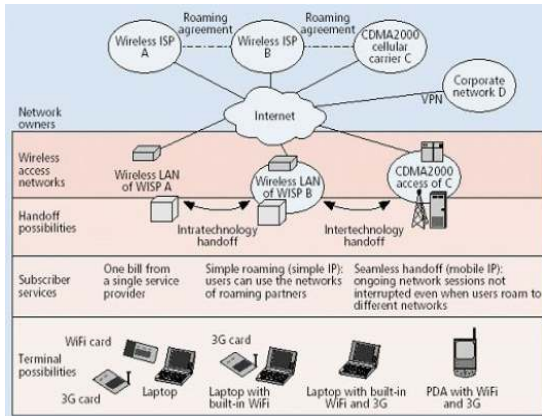 Roaming
agreement
Roaming
agreement
Wireless ISP
A
Wireless ISP
B
CDMA2000
cellular
carrier C
Corporate
network D
VPN
Internet
Network
owners
Wireless
access
networks
Wireless LAN
of WISP A
Wireless LAN
of WISP B
CDMA2000
access of C
Handoff
possibilities
Intratechnology
handoff
Intertechnology
handoff
Subscriber
services
One bill from
a single service
provider
Simple roaming (simple IP):
users can use the networks
of roaming partners
Seamless handoff (mobile IP):
ongoing network sessions not
interrupted even when users roam to
different networks
Terminal
possibilities
WiFi card
3G card
Laptop
3G card
Laptop with
built-in WiFi
Laptop with built-in
WiFi and 3G
PDA with WiFi
and 3G